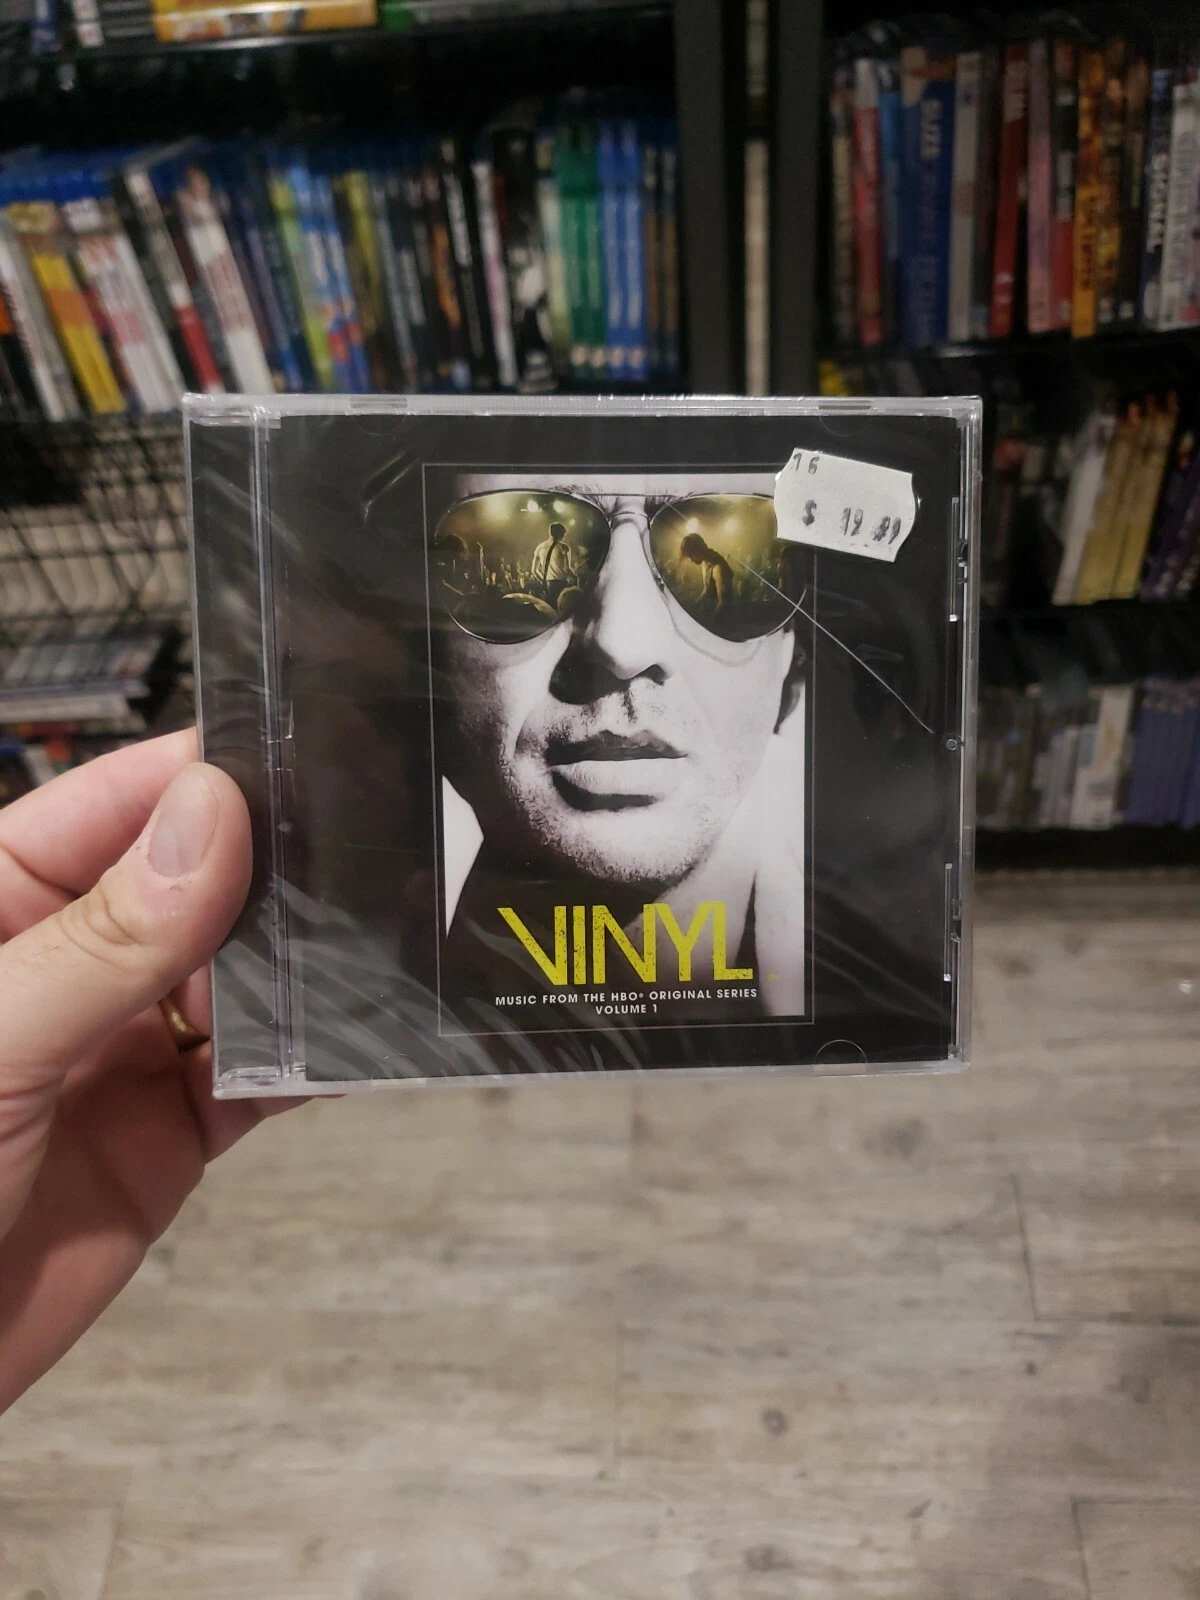 16
$ 19.99
VINYL
MUSIC FROM THE HBO® ORIGINAL SERIES
VOLUME 1